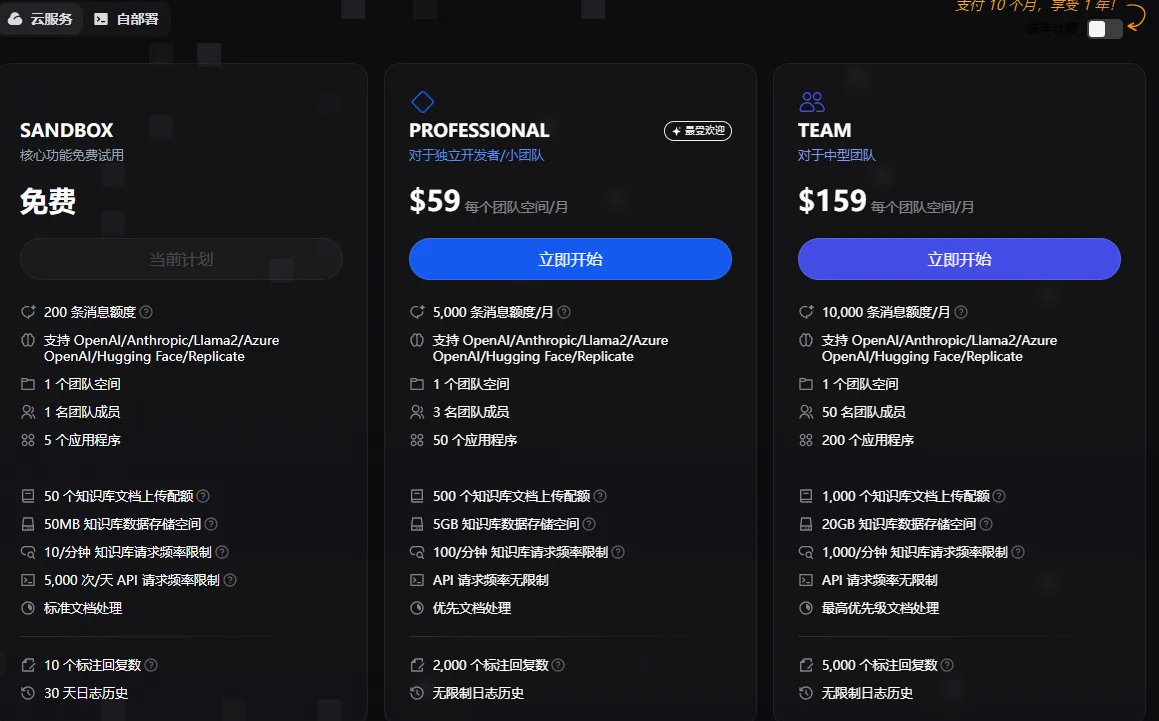 云服务
自部署
支付 10 个月，享受 1 年！
按年计费
SANDBOX
核心功能免费试用
免费
当前计划
200 条消息额度
支持 OpenAI/Anthropic/Llama2/Azure
OpenAI/Hugging Face/Replicate
1 个团队空间
1 名团队成员
5 个应用程序
50 个知识库文档上传配额
50MB 知识库数据存储空间
10/分钟 知识库请求频率限制
5,000 次/天 API 请求频率限制
标准文档处理
10 个标注回复数
30 天日志历史
PROFESSIONAL
最受欢迎
对于独立开发者/小团队
$59 每个团队空间/月
立即开始
5,000 条消息额度/月
支持 OpenAI/Anthropic/Llama2/Azure
OpenAI/Hugging Face/Replicate
1 个团队空间
3 名团队成员
50 个应用程序
500 个知识库文档上传配额
5GB 知识库数据存储空间
100/分钟 知识库请求频率限制
API 请求频率无限制
优先文档处理
2,000 个标注回复数
无限制日志历史
TEAM
对于中型团队
$159 每个团队空间/月
立即开始
10,000 条消息额度/月
支持 OpenAI/Anthropic/Llama2/Azure
OpenAI/Hugging Face/Replicate
1 个团队空间
50 名团队成员
200 个应用程序
1,000 个知识库文档上传配额
20GB 知识库数据存储空间
1,000/分钟 知识库请求频率限制
API 请求频率无限制
最高优先级文档处理
5,000 个标注回复数
无限制日志历史